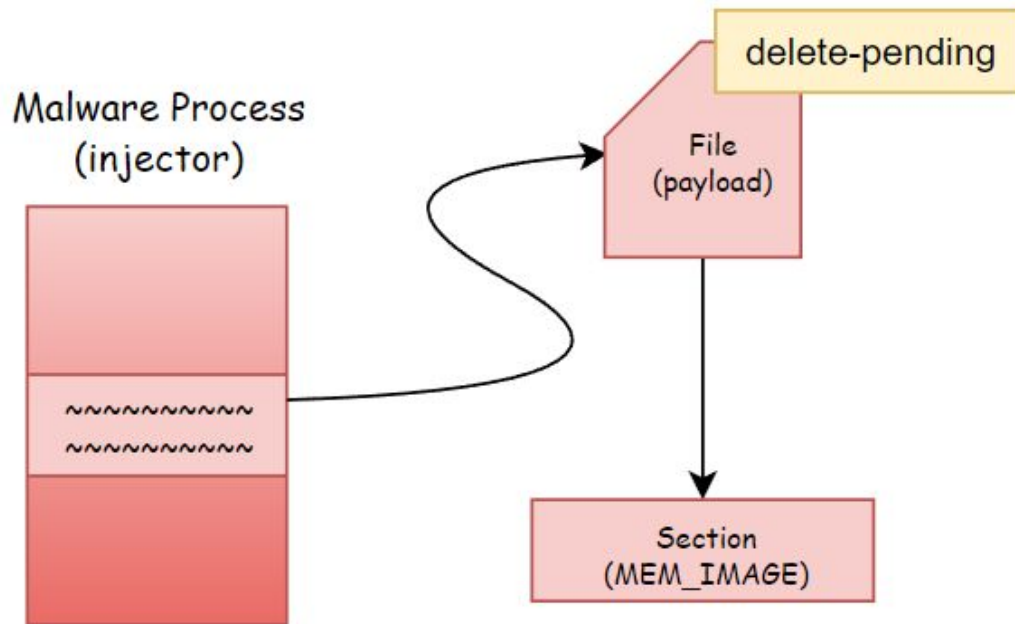 delete-pending
Malware Process
(injector)
File
(payload)
~~~~~~~~~~
~~~~~~~~~~
Section
(MEM_IMAGE)